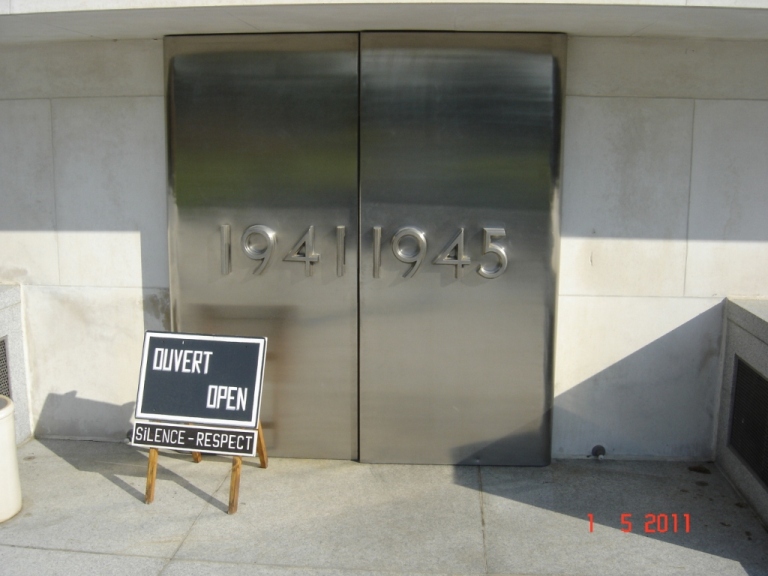 1941 1945
OUVERT
OPEN
SiLENCE-RESPECT
1 5 2011